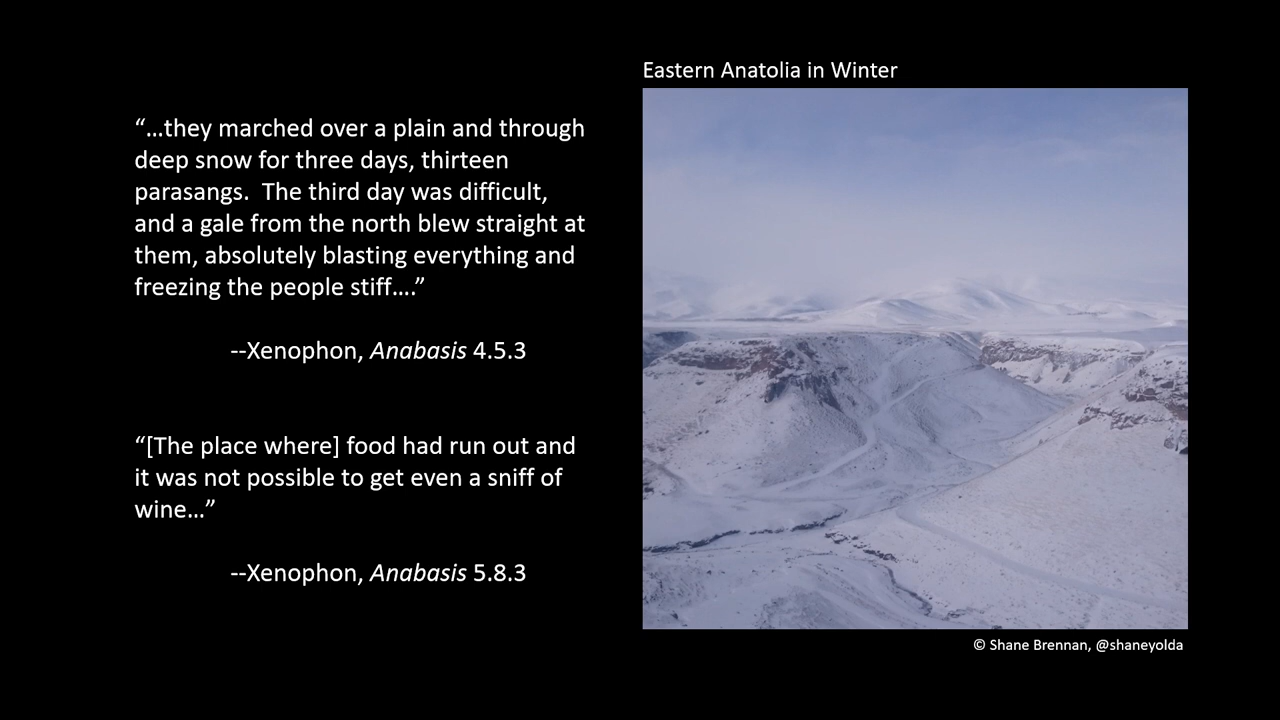 Eastern Anatolia in Winter
“...they marched over a plain and through
deep snow for three days, thirteen
parasangs.  The third day was difficult,
and a gale from the north blew straight at
them, absolutely blasting everything and
freezing the people stiff....”
--Xenophon, Anabasis 4.5.3
“[The place where] food had run out and
it was not possible to get even a sniff of
wine...”
--Xenophon, Anabasis 5.8.3
© Shane Brennan, @shaneyolda